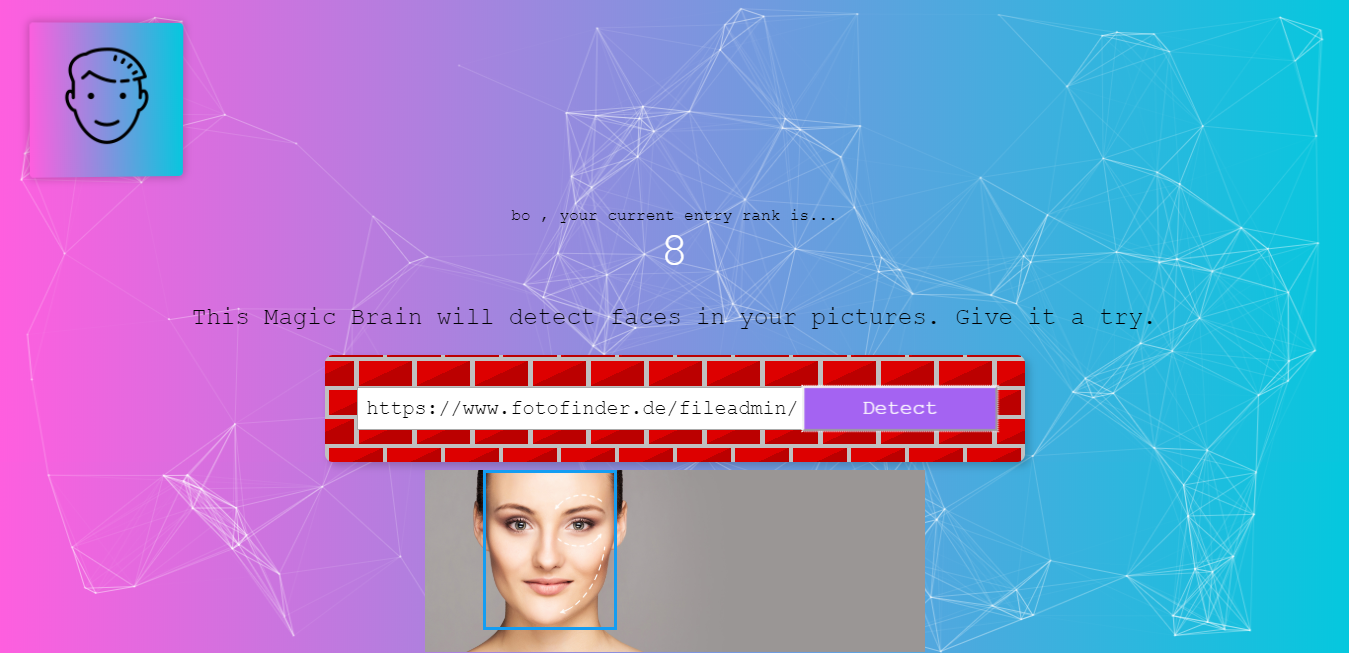 bo , your current entry rank is...
8
This Magic Brain will detect faces in your pictures. Give it a try.
https://www.fotofinder.de/fileadmin/ Detect